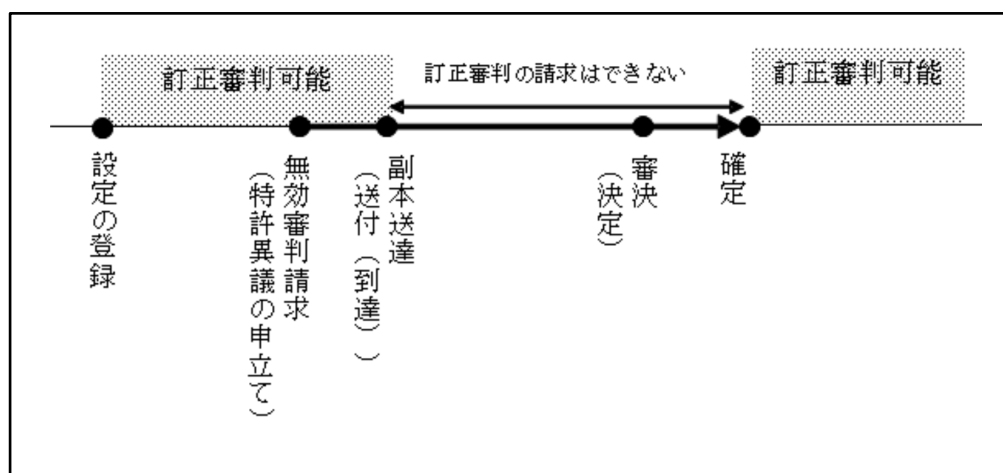 訂正審判可能
訂正審判の請求はできない
訂正審判可能
設定の登録
無効審判請求
（特許異議の申立て）
副本送達
（送付（到達））
審決
（決定）
確定